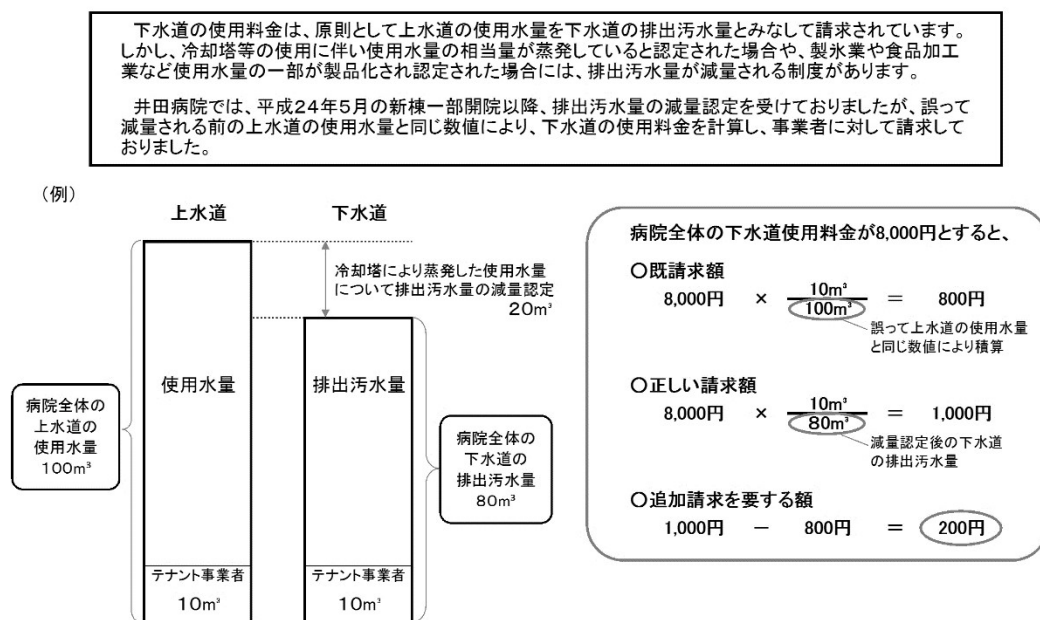 下水道の使用料金は、原則として上水道の使用水量を下水道の排出汚水量とみなして請求されています。
しかし、冷却塔等の使用に伴い使用水量の相当量が蒸発していると認定された場合や、製氷業や食品加工
業など使用水量の一部が製品化され認定された場合には、排出汚水量が減量される制度があります。
井田病院では、平成24年5月の新棟一部開院以降、排出汚水量の減量認定を受けておりましたが、誤って
減量される前の上水道の使用水量と同じ数値により、下水道の使用料金を計算し、事業者に対して請求して
おりました。
(例)
上水道
下水道
冷却塔により蒸発した使用水量
について排出汚水量の減量認定
20m³
使用水量
排出汚水量
病院全体の
上水道の
使用水量
100m³
病院全体の
下水道の
排出汚水量
80m³
テナント事業者
10m³
テナント事業者
10m³
病院全体の下水道使用料金が8,000円とすると、
○既請求額
8,000円 × 10m³ / 100m³ = 800円
誤って上水道の使用水量
と同じ数値により積算
○正しい請求額
8,000円 × 10m³ / 80m³ = 1,000円
減量認定後の下水道
の排出汚水量
○追加請求を要する額
1,000円 － 800円 = 200円